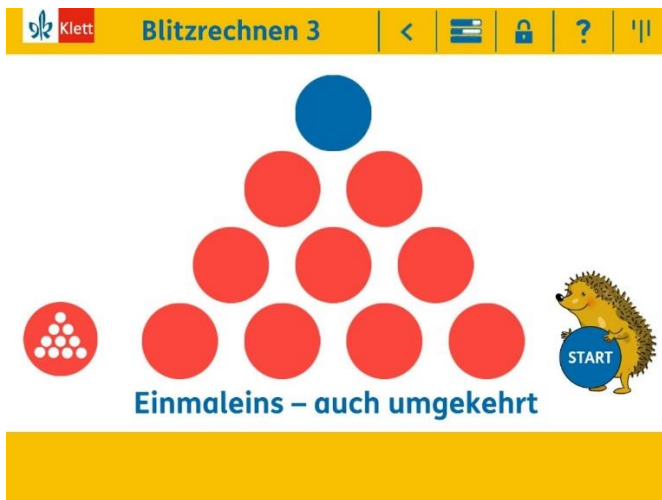 Klett
Blitzrechnen 3
?
START
Einmaleins – auch umgekehrt